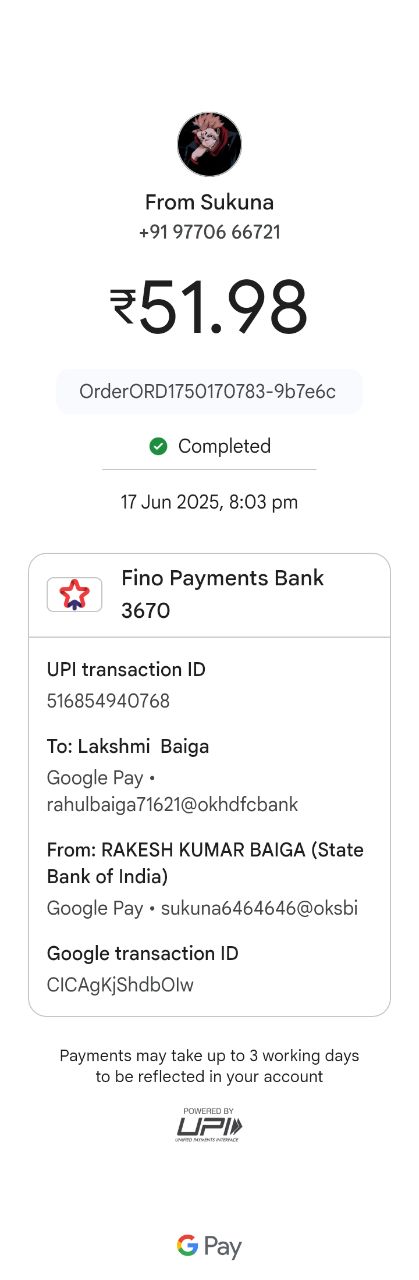 From Sukuna
+91 97706 66721
₹51.98
OrderORD1750170783-9b7e6c
Completed
17 Jun 2025, 8:03 pm
Fino Payments Bank
3670
UPI transaction ID
516854940768
To: Lakshmi  Baiga
Google Pay •
rahulbaiga71621@okhdfcbank
From: RAKESH KUMAR BAIGA (State
Bank of India)
Google Pay • sukuna6464646@oksbi
Google transaction ID
CICAgKjShdbOIw
Payments may take up to 3 working days
to be reflected in your account
POWERED BY
UPI
UNIFIED PAYMENTS INTERFACE
G Pay